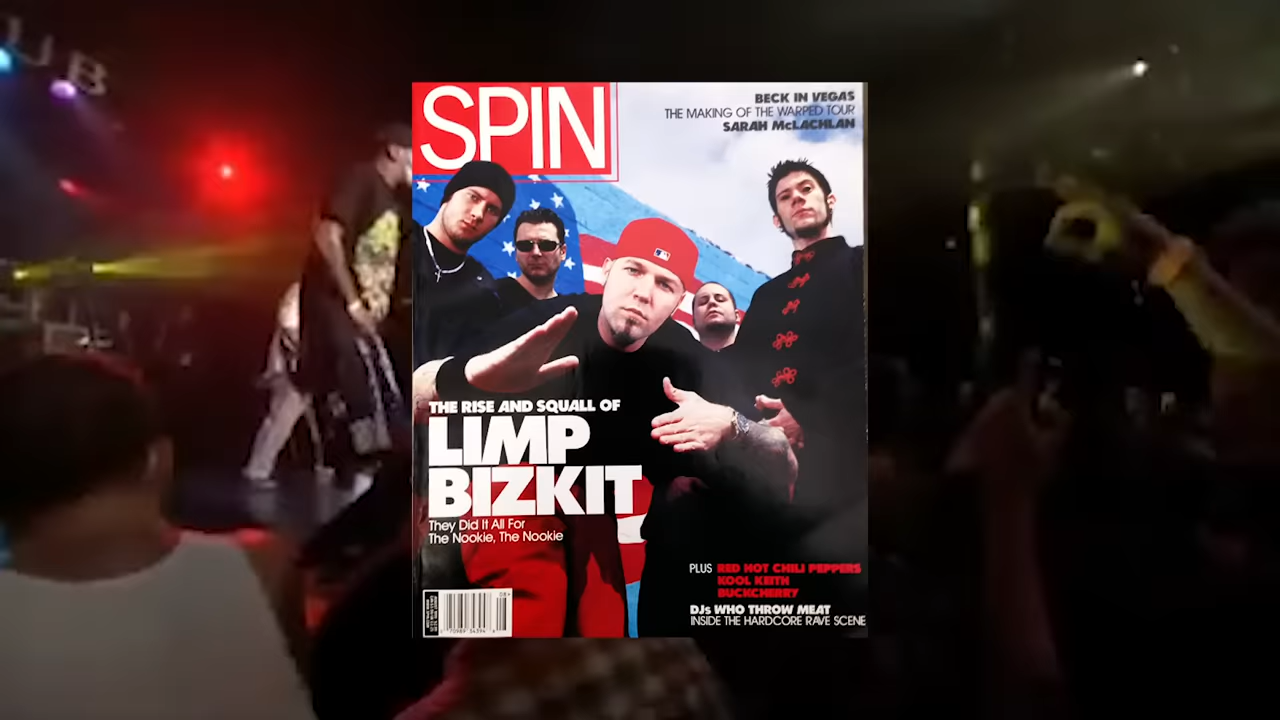 UB
SPIN
BECK IN VEGAS
THE MAKING OF THE WARPED TOUR
SARAH McLACHLAN
THE RISE AND SQUALL OF
LIMP
BIZKIT
They Did It All For
The Nookie, The Nookie
PLUS RED HOT CHILI PEPPERS
KOOL KEITH
BUCKCHERRY
DJs WHO THROW MEAT
INSIDE THE HARDCORE RAVE SCENE